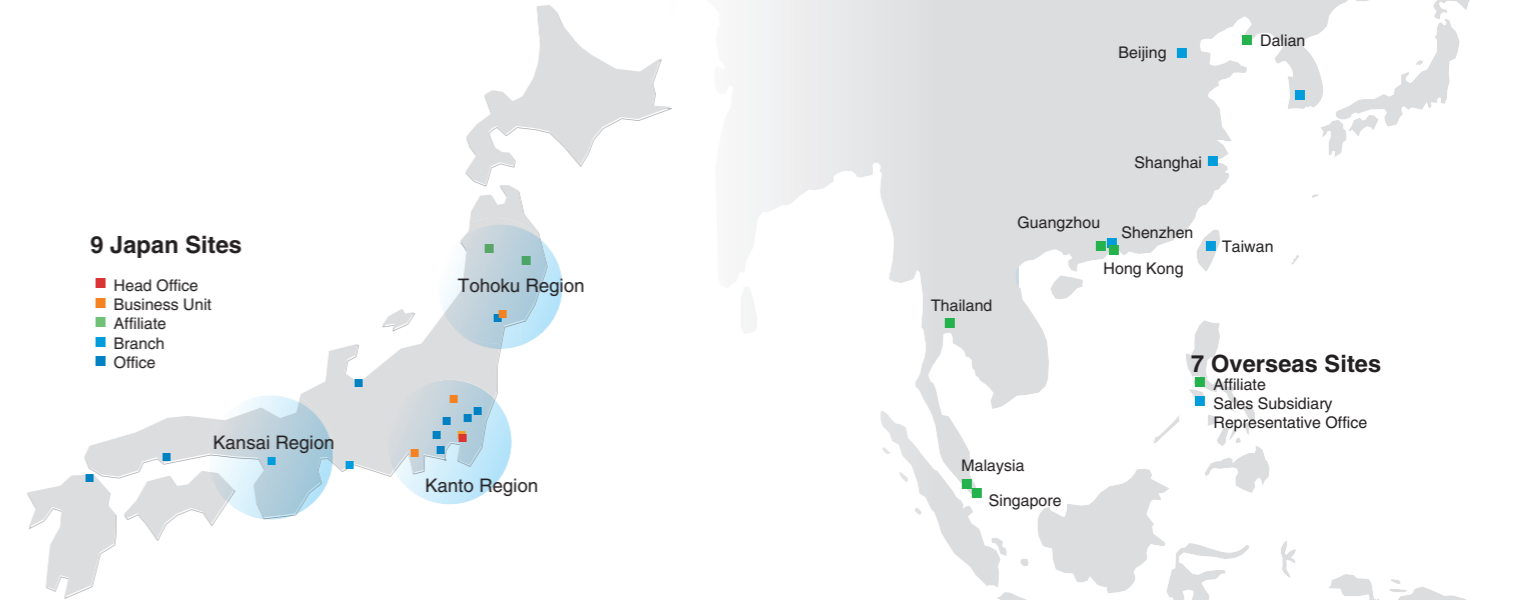 9 Japan Sites
Head Office
Business Unit
Affiliate
Branch
Office
Tohoku Region
Kansai Region
Kanto Region
Beijing
Dalian
Shanghai
Guangzhou
Shenzhen
Taiwan
Hong Kong
Thailand
7 Overseas Sites
Affiliate
Sales Subsidiary
Representative Office
Malaysia
Singapore